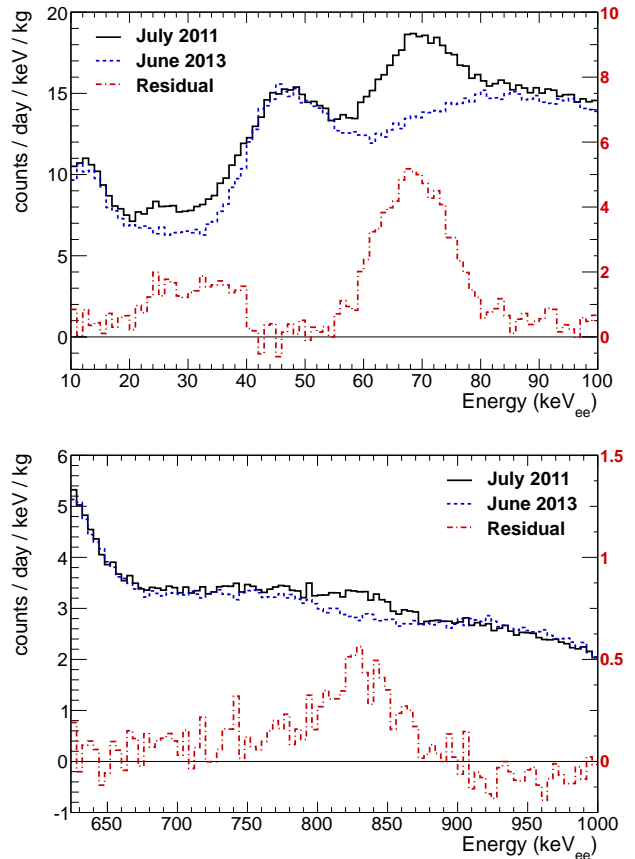 counts / day / keV / kg
20
15
10
5
0
July 2011
June 2013
Residual
10
8
6
4
2
0
10 20 30 40 50 60 70 80 90 100
Energy (keVee)
counts / day / keV / kg
6
5
4
3
2
1
0
-1
July 2011
June 2013
Residual
1.5
1
0.5
0
650 700 750 800 850 900 950 1000
Energy (keVee)